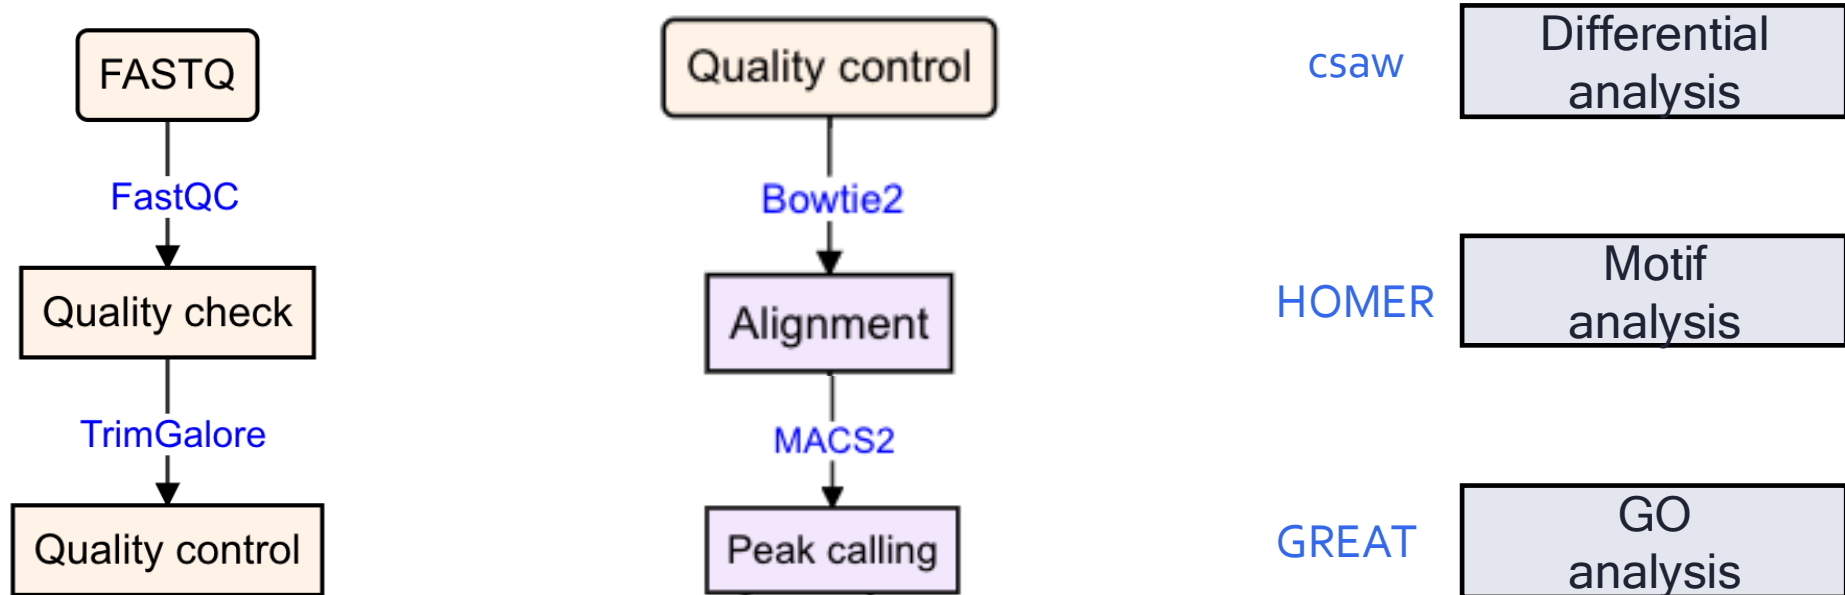 FASTQ
FastQC
Quality check
TrimGalore
Quality control
Quality control
Bowtie2
Alignment
MACS2
Peak calling
csaw
Differential
analysis
HOMER
Motif
analysis
GREAT
GO
analysis